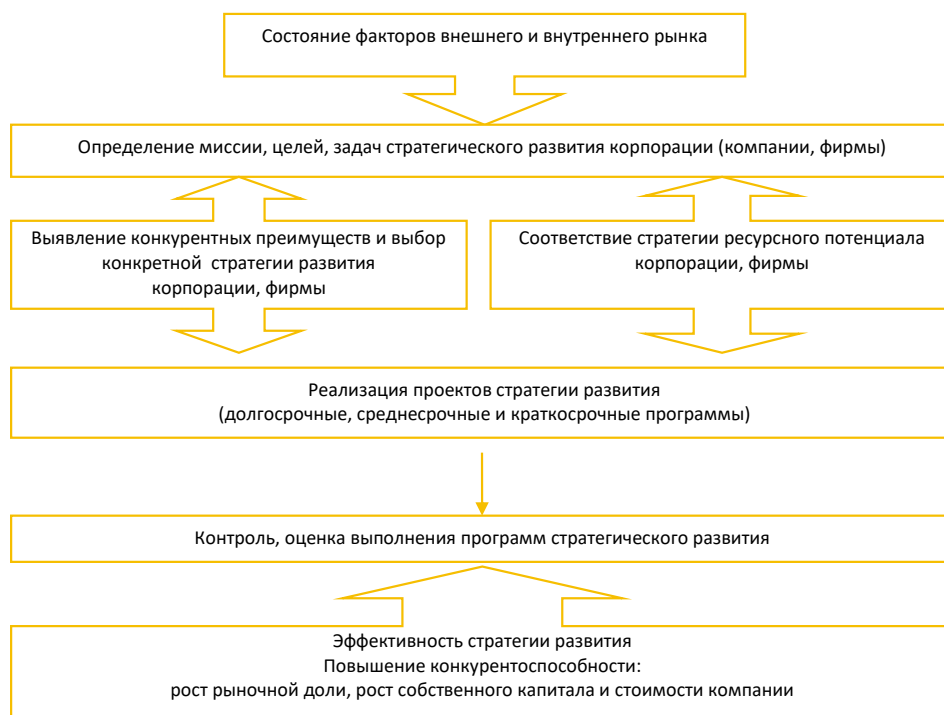 Состояние факторов внешнего и внутреннего рынка
Определение миссии, целей, задач стратегического развития корпорации (компании, фирмы)
Выявление конкурентных преимуществ и выбор
конкретной стратегии развития
корпорации, фирмы
Соответствие стратегии ресурсного потенциала
корпорации, фирмы
Реализация проектов стратегии развития
(долгосрочные, среднесрочные и краткосрочные программы)
Контроль, оценка выполнения программ стратегического развития
Эффективность стратегии развития
Повышение конкурентоспособности:
рост рыночной доли, рост собственного капитала и стоимости компании